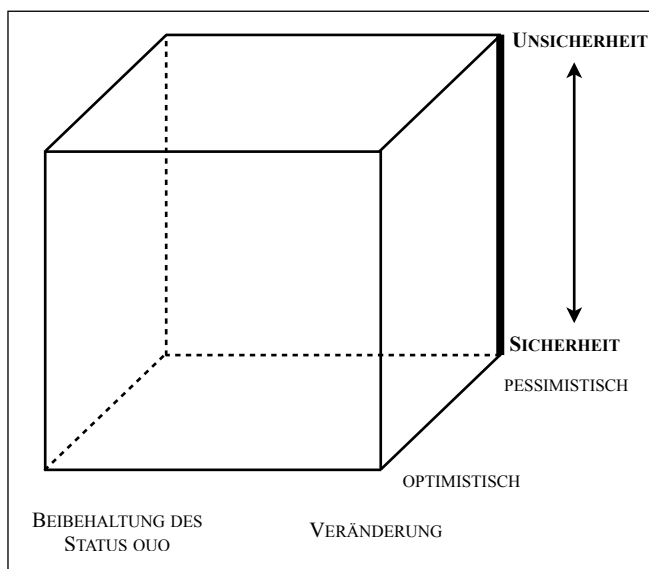 UNSICHERHEIT
SICHERHEIT
PESSIMISTISCH
OPTIMISTISCH
BEIBEHALTUNG DES
STATUS OUO
VERÄNDERUNG